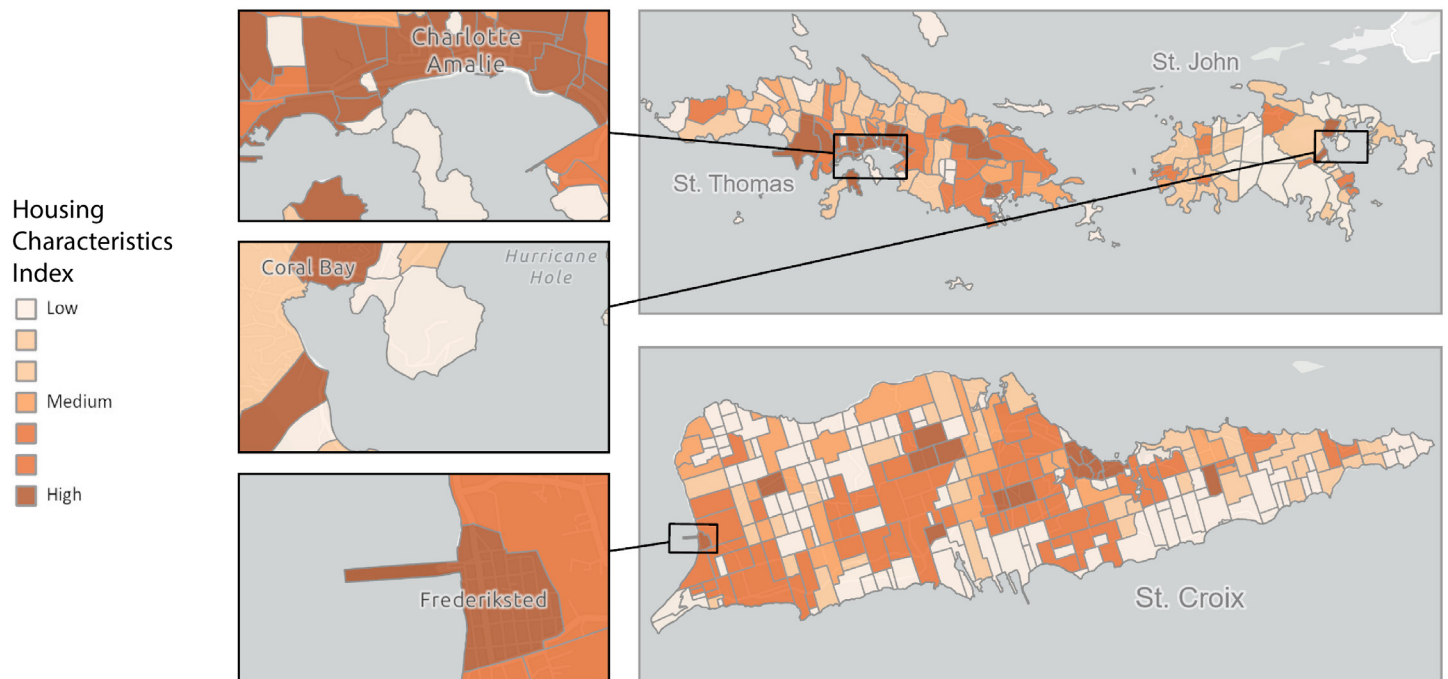 Housing
Characteristics
Index
Low
Medium
High
Charlotte
Amalie
Coral Bay
Hurricane
Hole
Frederiksted
St. John
St. Thomas
St. Croix